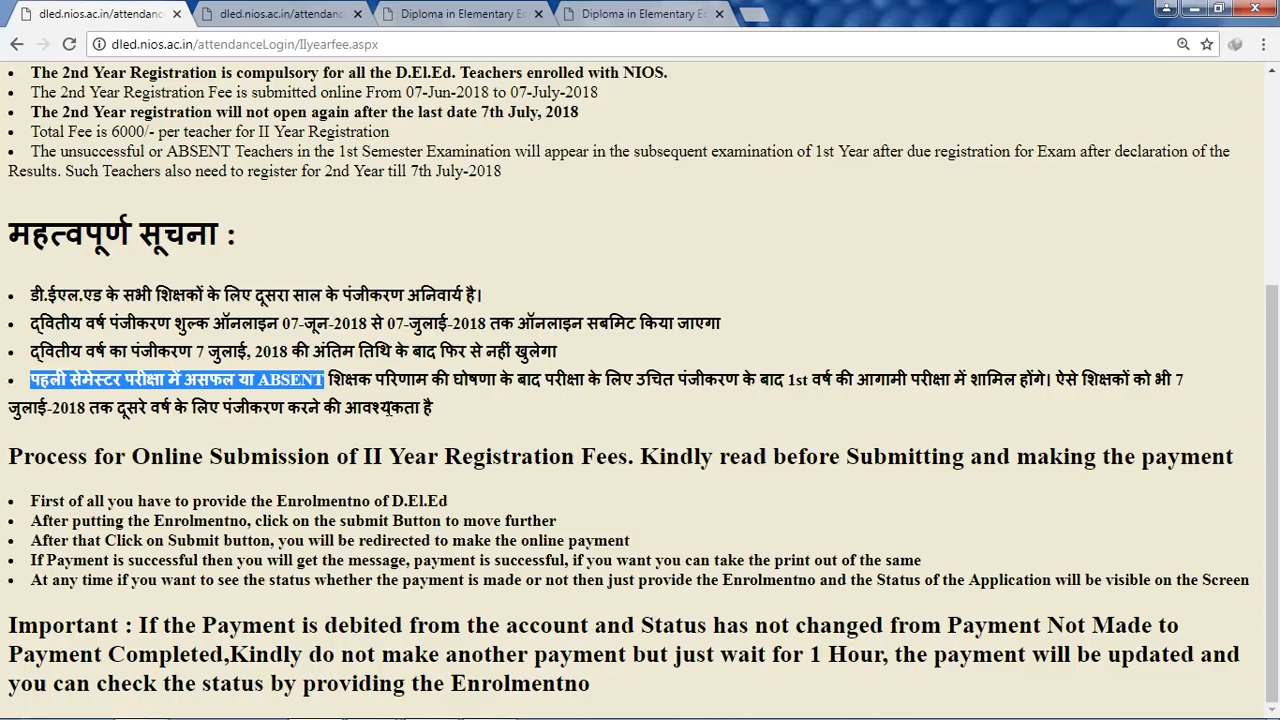 dled.nios.ac.in/attendanc
dled.nios.ac.in/attendanc
Diploma in Elementary Ec
Diploma in Elementary Ec
dled.nios.ac.in/attendanceLogin/IIyearfee.aspx
• The 2nd Year Registration is compulsory for all the D.El.Ed. Teachers enrolled with NIOS.
• The 2nd Year Registration Fee is submitted online From 07-Jun-2018 to 07-July-2018
• The 2nd Year registration will not open again after the last date 7th July, 2018
• Total Fee is 6000/- per teacher for II Year Registration
• The unsuccessful or ABSENT Teachers in the 1st Semester Examination will appear in the subsequent examination of 1st Year after due registration for Exam after declaration of the
Results. Such Teachers also need to register for 2nd Year till 7th July-2018
महत्वपूर्ण सूचना :
• डी.ईएल.एड के सभी शिक्षकों के लिए दूसरा साल के पंजीकरण अनिवार्य है।
• द्वितीय वर्ष पंजीकरण शुल्क ऑनलाइन 07-जून-2018 से 07-जुलाई-2018 तक ऑनलाइन सबमिट किया जाएगा
• द्वितीय वर्ष का पंजीकरण 7 जुलाई, 2018 की अंतिम तिथि के बाद फिर से नहीं खुलेगा
• पहली सेमेस्टर परीक्षा में असफल या ABSENT शिक्षक परिणाम की घोषणा के बाद परीक्षा के लिए उचित पंजीकरण के बाद 1st वर्ष की आगामी परीक्षा में शामिल होंगे। ऐसे शिक्षकों को भी 7
जुलाई-2018 तक दूसरे वर्ष के लिए पंजीकरण करने की आवश्यकता है
Process for Online Submission of II Year Registration Fees. Kindly read before Submitting and making the payment
• First of all you have to provide the Enrolmentno of D.El.Ed
• After putting the Enrolmentno, click on the submit Button to move further
• After that Click on Submit button, you will be redirected to make the online payment
• If Payment is successful then you will get the message, payment is successful, if you want you can take the print out of the same
• At any time if you want to see the status whether the payment is made or not then just provide the Enrolmentno and the Status of the Application will be visible on the Screen
Important : If the Payment is debited from the account and Status has not changed from Payment Not Made to
Payment Completed,Kindly do not make another payment but just wait for 1 Hour, the payment will be updated and
you can check the status by providing the Enrolmentno